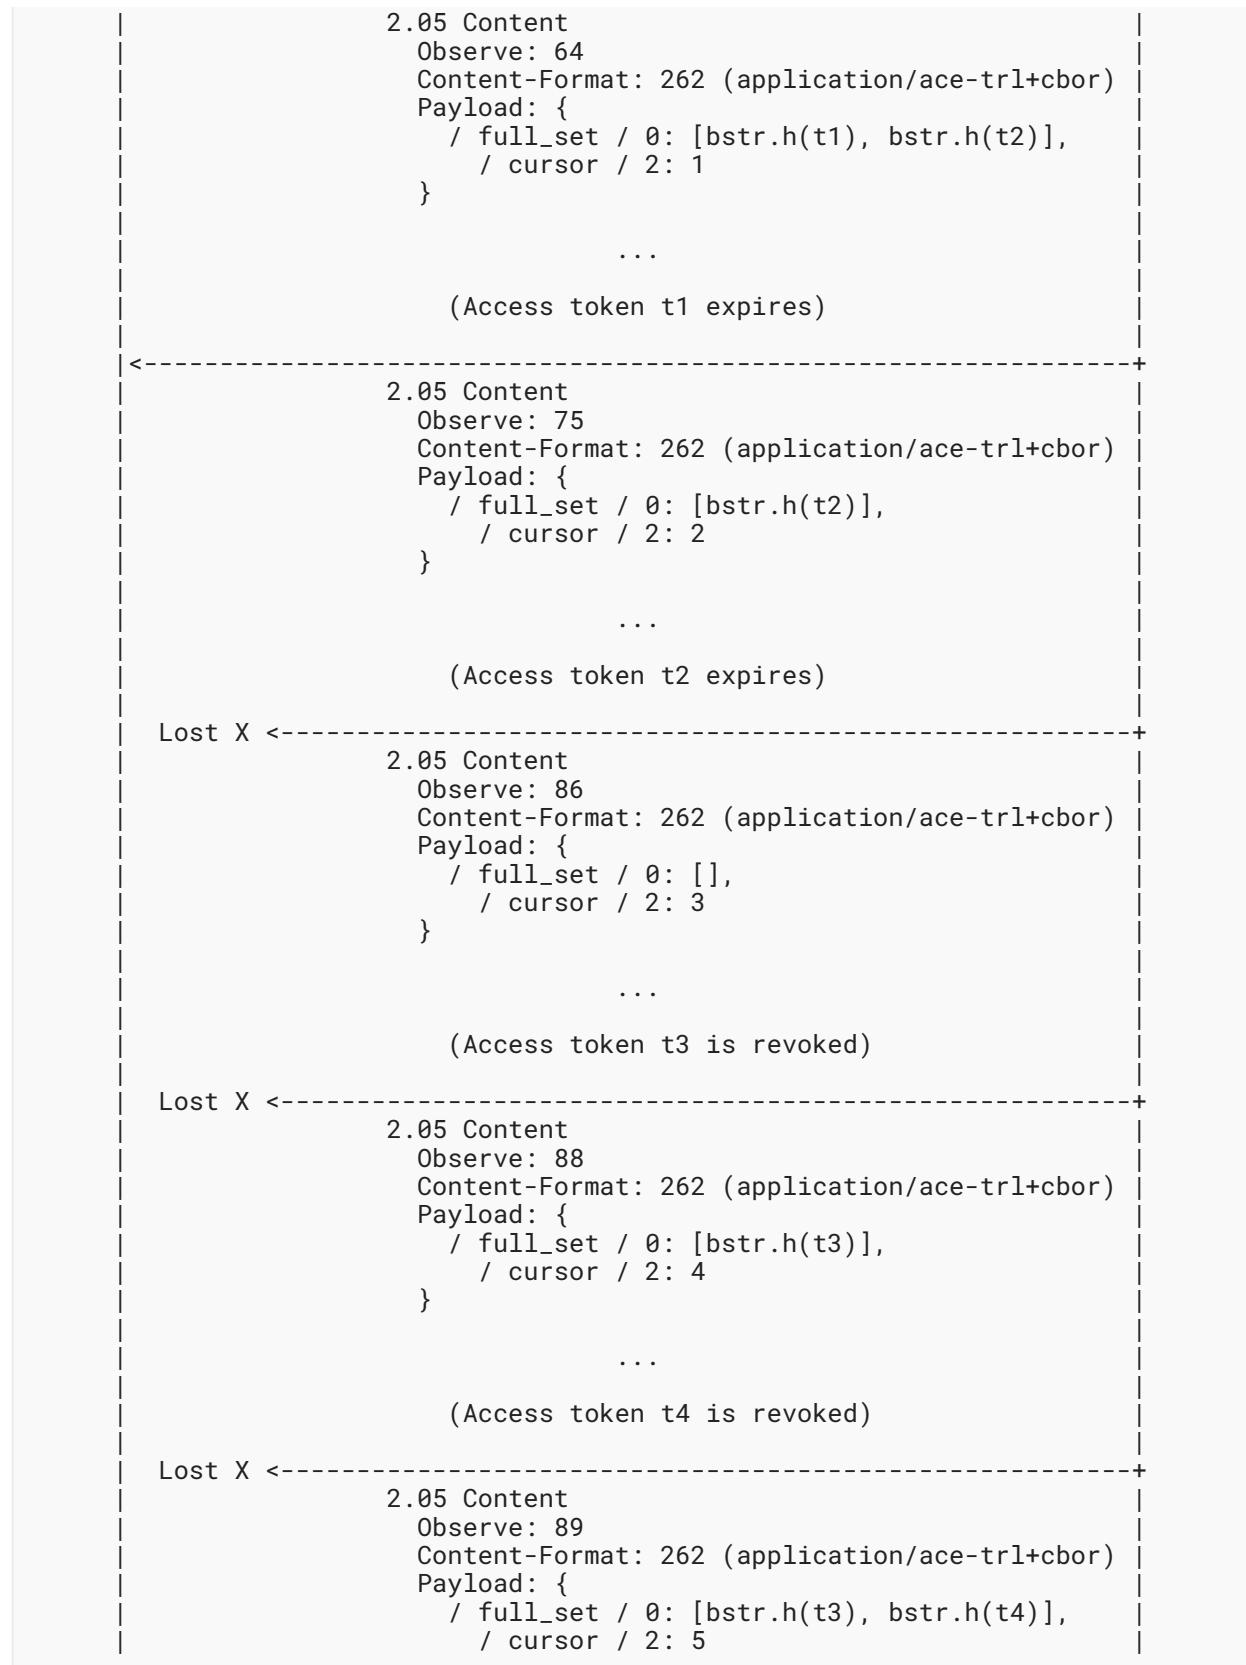 |                 2.05 Content                                      |
|                   Observe: 64                                     |
|                   Content-Format: 262 (application/ace-trl+cbor)  |
|                   Payload: {                                      |
|                     / full_set / 0: [bstr.h(t1), bstr.h(t2)],     |
|                       / cursor / 2: 1                             |
|                   }                                               |
|                                                                   |
|                                ...                                |
|                                                                   |
|                     (Access token t1 expires)                     |
|                                                                   |
|<------------------------------------------------------------------+
|                 2.05 Content                                      |
|                   Observe: 75                                     |
|                   Content-Format: 262 (application/ace-trl+cbor)  |
|                   Payload: {                                      |
|                     / full_set / 0: [bstr.h(t2)],                 |
|                       / cursor / 2: 2                             |
|                   }                                               |
|                                                                   |
|                                ...                                |
|                                                                   |
|                     (Access token t2 expires)                     |
|                                                                   |
|  Lost X <---------------------------------------------------------+
|                 2.05 Content                                      |
|                   Observe: 86                                     |
|                   Content-Format: 262 (application/ace-trl+cbor)  |
|                   Payload: {                                      |
|                     / full_set / 0: [],                           |
|                       / cursor / 2: 3                             |
|                   }                                               |
|                                                                   |
|                                ...                                |
|                                                                   |
|                     (Access token t3 is revoked)                  |
|                                                                   |
|  Lost X <---------------------------------------------------------+
|                 2.05 Content                                      |
|                   Observe: 88                                     |
|                   Content-Format: 262 (application/ace-trl+cbor)  |
|                   Payload: {                                      |
|                     / full_set / 0: [bstr.h(t3)],                 |
|                       / cursor / 2: 4                             |
|                   }                                               |
|                                                                   |
|                                ...                                |
|                                                                   |
|                     (Access token t4 is revoked)                  |
|                                                                   |
|  Lost X <---------------------------------------------------------+
|                 2.05 Content                                      |
|                   Observe: 89                                     |
|                   Content-Format: 262 (application/ace-trl+cbor)  |
|                   Payload: {                                      |
|                     / full_set / 0: [bstr.h(t3), bstr.h(t4)],     |
|                       / cursor / 2: 5                             |